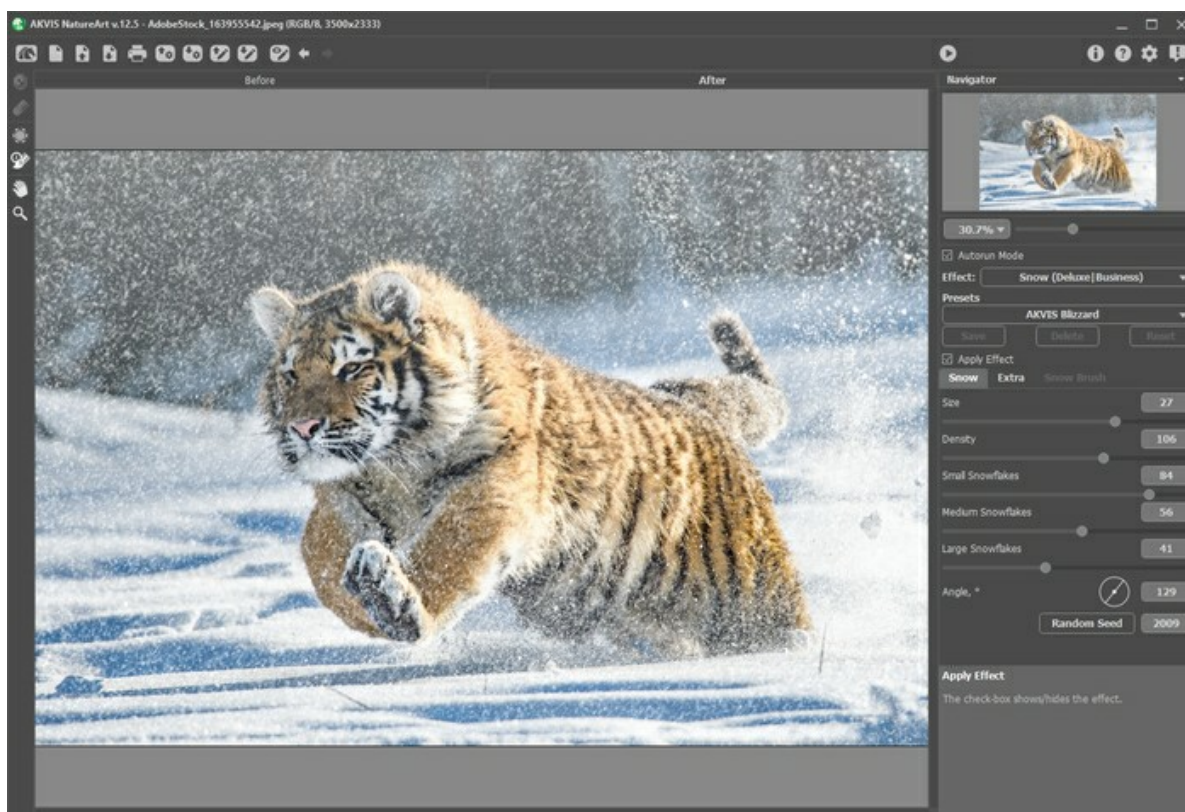 AKVIS NatureArt v.12.5 - AdobeStock_163955542.jpeg (RGB/8, 3500x2333)
Before After
Navigator
30.7%
Autorun Mode
Effect: Snow (Deluxe|Business)
Presets
AKVIS Blizzard
Save Delete Reset
Apply Effect
Snow Extra Snow Brush
Size 27
Density 106
Small Snowflakes 84
Medium Snowflakes 56
Large Snowflakes 41
Angle, ° 129
Random Seed 2009
Apply Effect
The check-box shows/hides the effect.